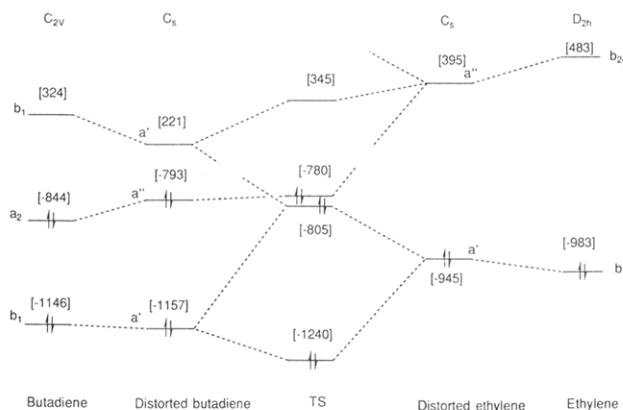 C2V Cs Cs D2h
[483]
[395]
a''
[324]
[345]
b1
[221]
a'
[-793]
[-780]
[-844]
a''
a2
[-805]
[-983]
a'
b
[-945]
[-1146]
[-1157]
b1
a'
[-1240]
Butadiene Distorted butadiene TS Distorted ethylene Ethylene